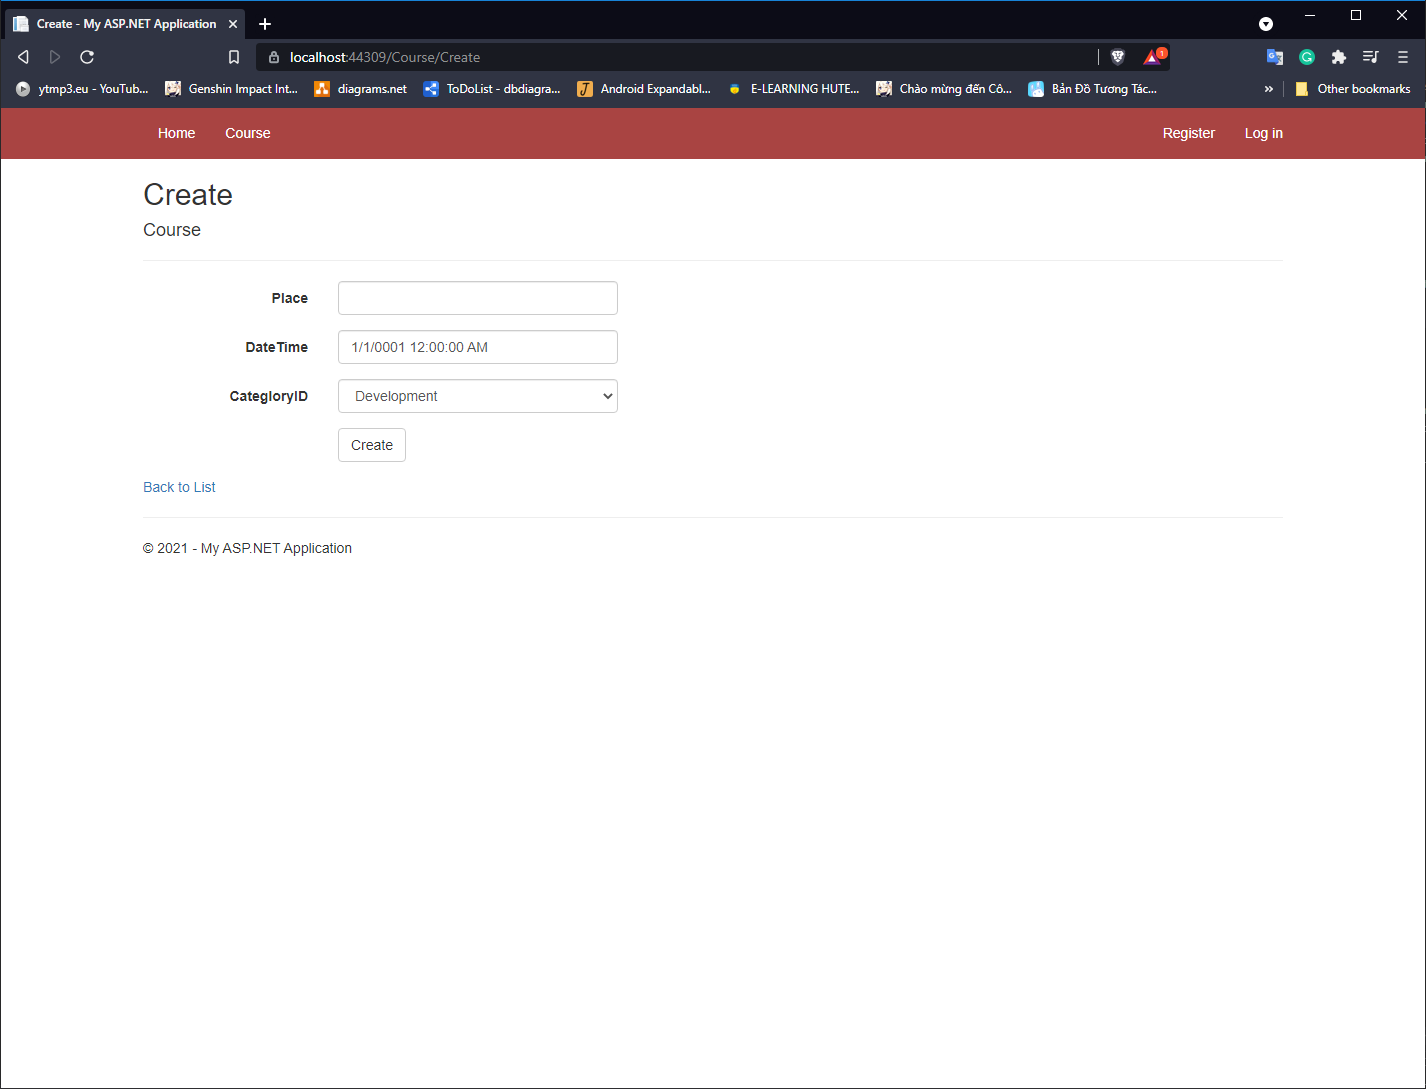 Create - My ASP.NET Application
localhost:44309/Course/Create
1
ytmp3.eu - YouTub...
Genshin Impact Int...
diagrams.net
ToDoList - dbdiagra...
Android Expandabl...
E-LEARNING HUTE...
Chào mừng đến Cô...
Bản Đồ Tương Tác...
»
Other bookmarks
Home
Course
Register
Log in
Create
Course
Place
DateTime
1/1/0001 12:00:00 AM
CategloryID
Development
Create
Back to List
© 2021 - My ASP.NET Application